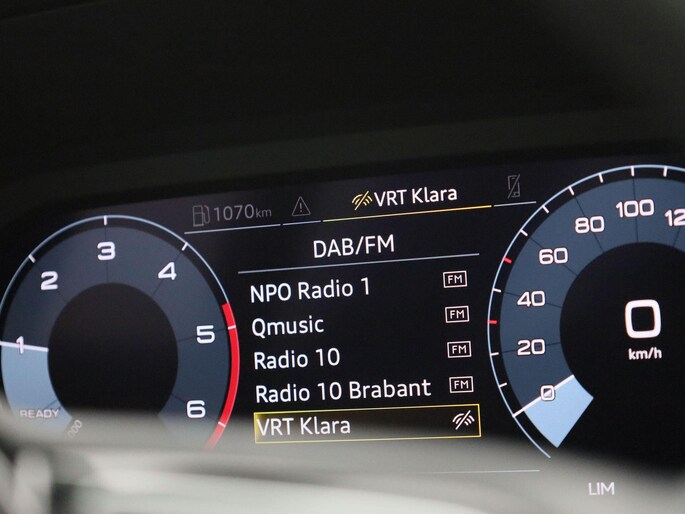 1070km
VRT Klara
DAB/FM
NPO Radio 1 FM
Qmusic FM
Radio 10 FM
Radio 10 Brabant FM
VRT Klara
1
2
3
4
5
6
READY
0
20
40
60
80
100
0
km/h
LIM